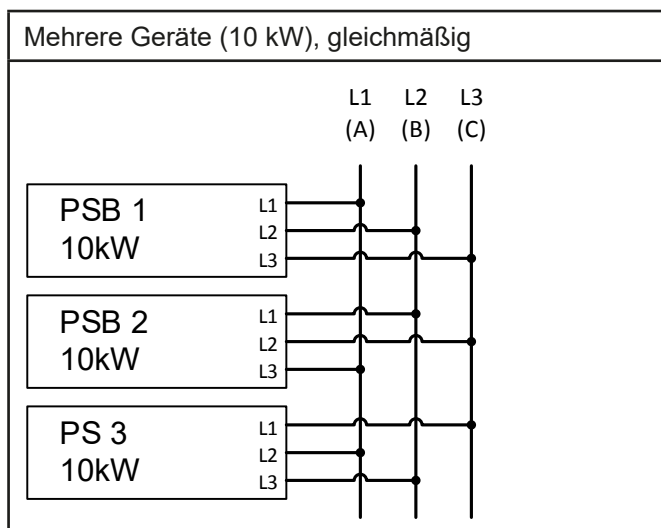 Mehrere Geräte (10 kW), gleichmäßig
L1 L2 L3
(A) (B) (C)
PSB 1
10kW
L1
L2
L3
PSB 2
10kW
L1
L2
L3
PS 3
10kW
L1
L2
L3